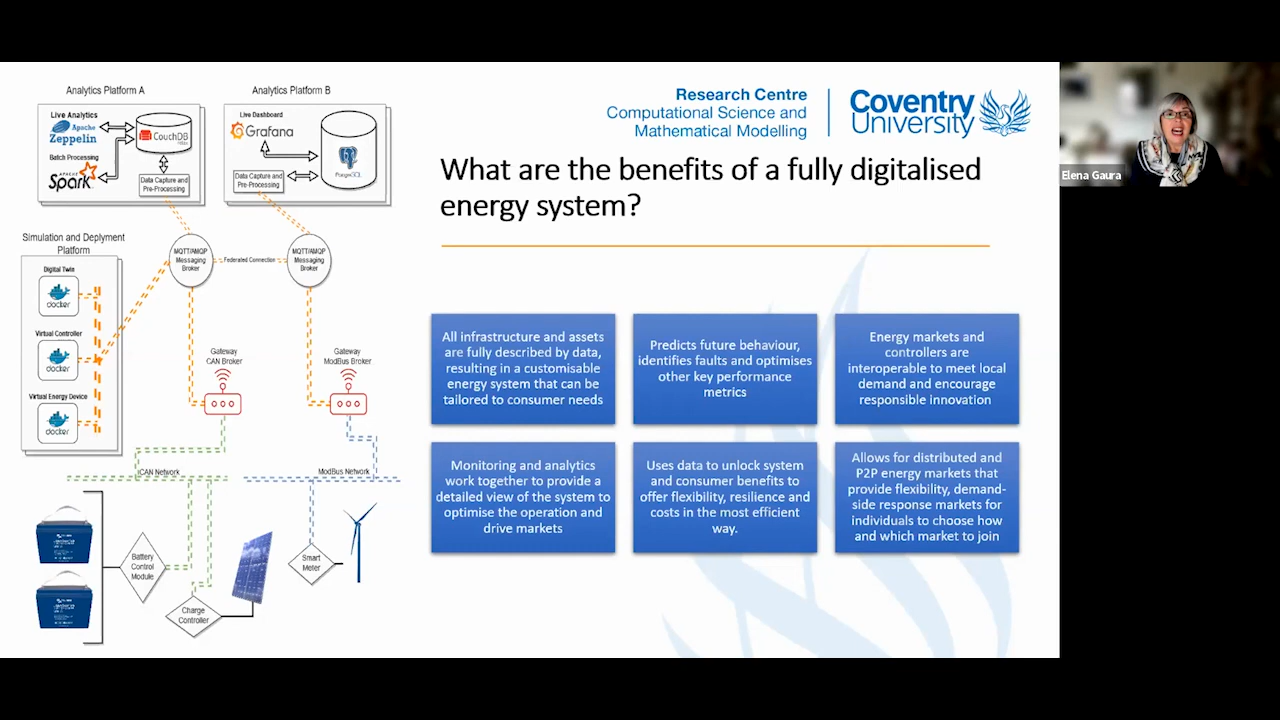 Analytics Platform A
Live Analytics
Apache
Zeppelin
CouchDB
Batch Processing
APACHE
Spark
Data Capture and
Pre-Processing
Analytics Platform B
Live Dashboard
Grafana
Data Capture and
Pre-Processing
PostgreSQL
Simulation and Deplyment
Platform
Digital Twin
docker
Virtual Controller
docker
Virtual Energy Device
docker
MQTT/AMQP
Messaging
Broker
Federated Connection
MQTT/AMQP
Messaging
Broker
Gateway
CAN Broker
Gateway
ModBus Broker
CAN Network
ModBus Network
Battery
Control
Module
Charge
Controller
Smart
Meter
Research Centre
Computational Science and
Mathematical Modelling
Coventry
University
What are the benefits of a fully digitalised
energy system?
All infrastructure and assets
are fully described by data,
resulting in a customisable
energy system that can be
tailored to consumer needs
Predicts future behaviour,
identifies faults and optimises
other key performance
metrics
Energy markets and
controllers are
interoperable to meet local
demand and encourage
responsible innovation
Monitoring and analytics
work together to provide a
detailed view of the system to
optimise the operation and
drive markets
Uses data to unlock system
and consumer benefits to
offer flexibility, resilience and
costs in the most efficient
way.
Allows for distributed and
P2P energy markets that
provide flexibility, demand-
side response markets for
individuals to choose how
and which market to join
Elena Gaura